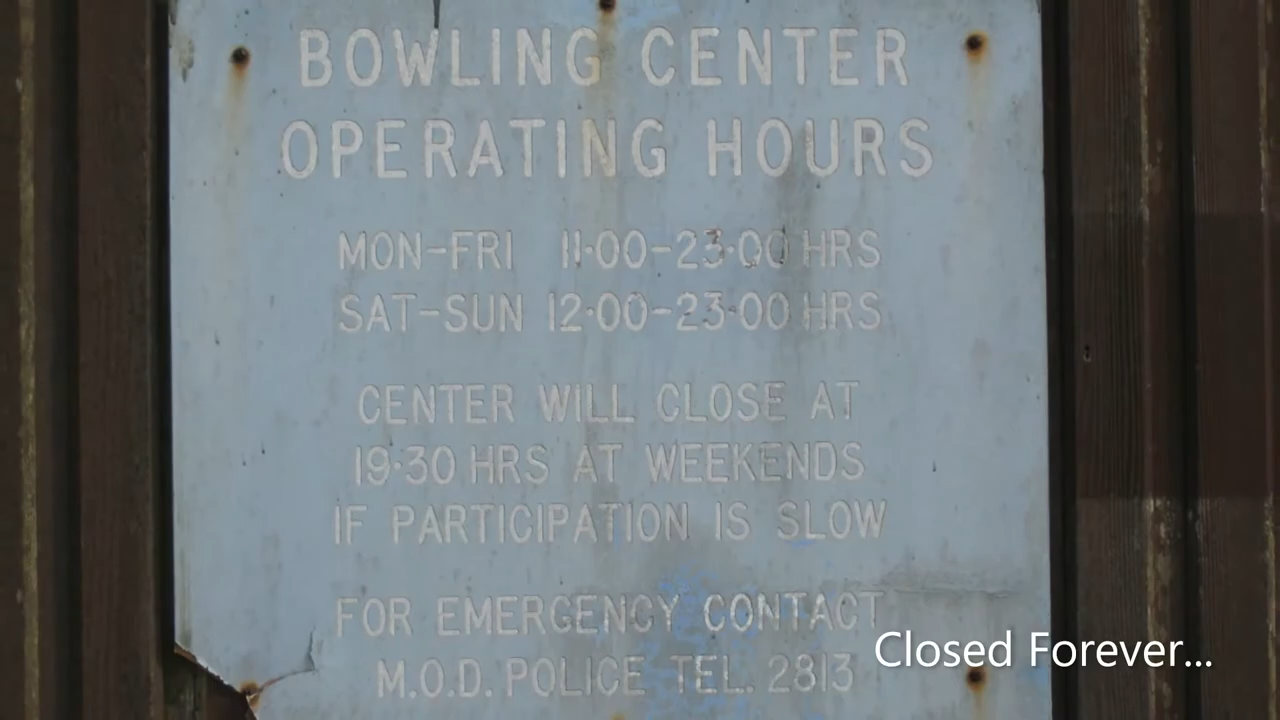 BOWLING CENTER
OPERATING HOURS
MON-FRI 11·00-23·00 HRS
SAT-SUN 12·00-23·00 HRS
CENTER WILL CLOSE AT
19·30 HRS AT WEEKENDS
IF PARTICIPATION IS SLOW
FOR EMERGENCY CONTACT
M.O.D. POLICE TEL. 2813
Closed Forever...